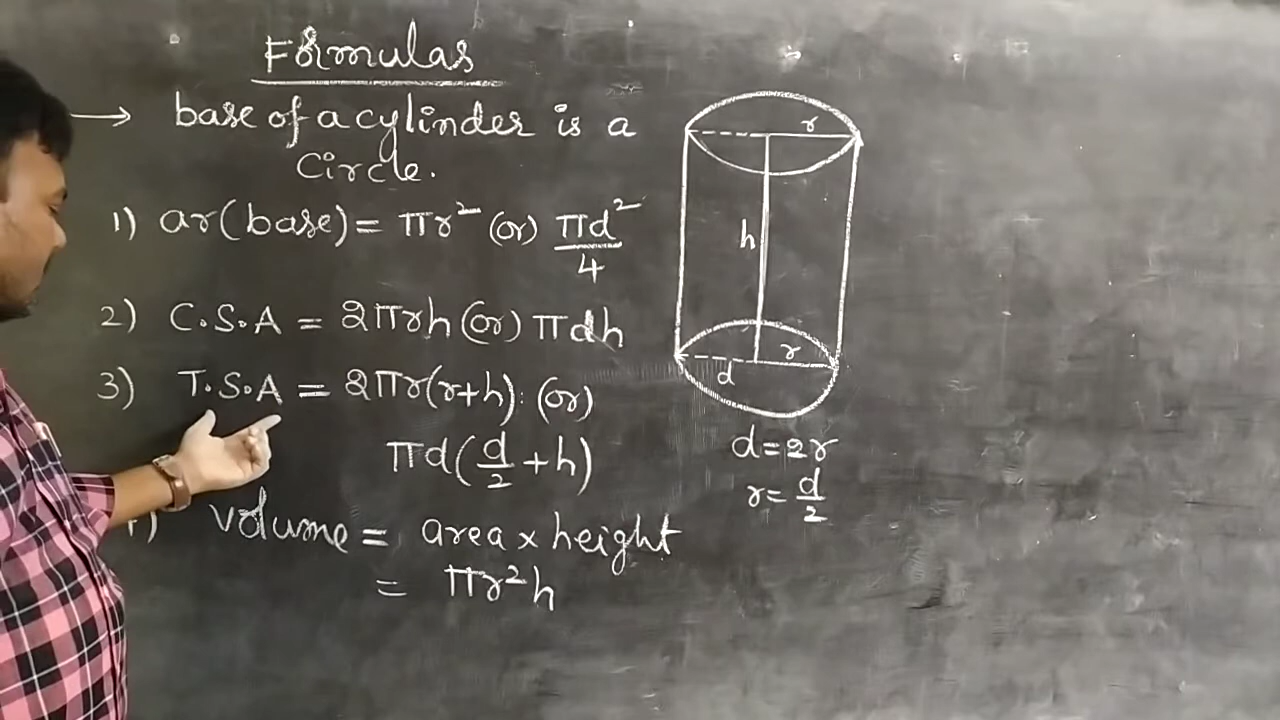 Formulas
→ base of a cylinder is a
Circle.
1) ar(base) = πr² (or) πd²/4
2) C.S.A = 2πrh (or) πdh
3) T.S.A = 2πr(r+h) (or)
πd(d/2 + h)
volume = area × height
= πr²h
r
h
r
d
d=2r
r=d/2